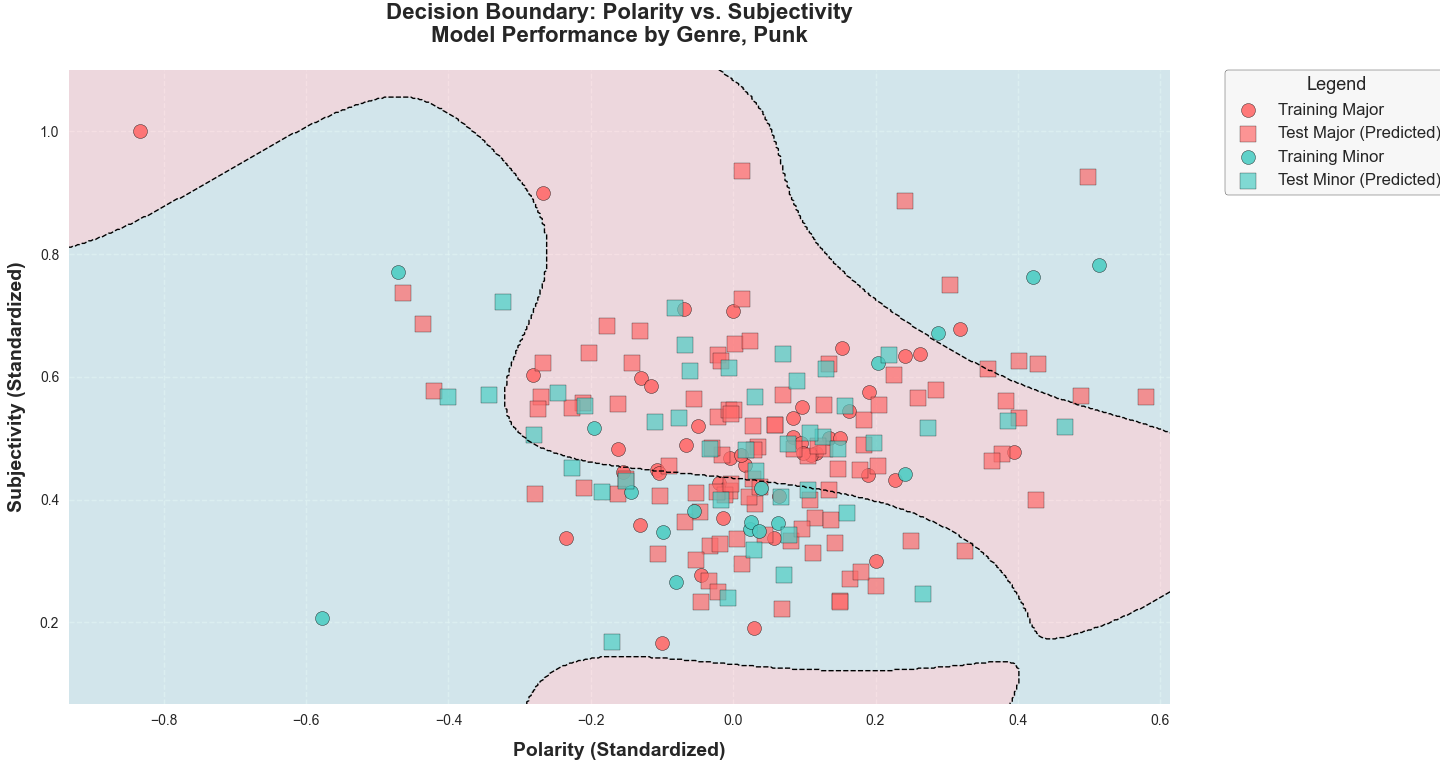 Decision Boundary: Polarity vs. Subjectivity
Model Performance by Genre, Punk
Legend
Training Major
Test Major (Predicted)
Training Minor
Test Minor (Predicted)
Subjectivity (Standardized)
1.0
0.8
0.6
0.4
0.2
−0.8
−0.6
−0.4
−0.2
0.0
0.2
0.4
0.6
Polarity (Standardized)